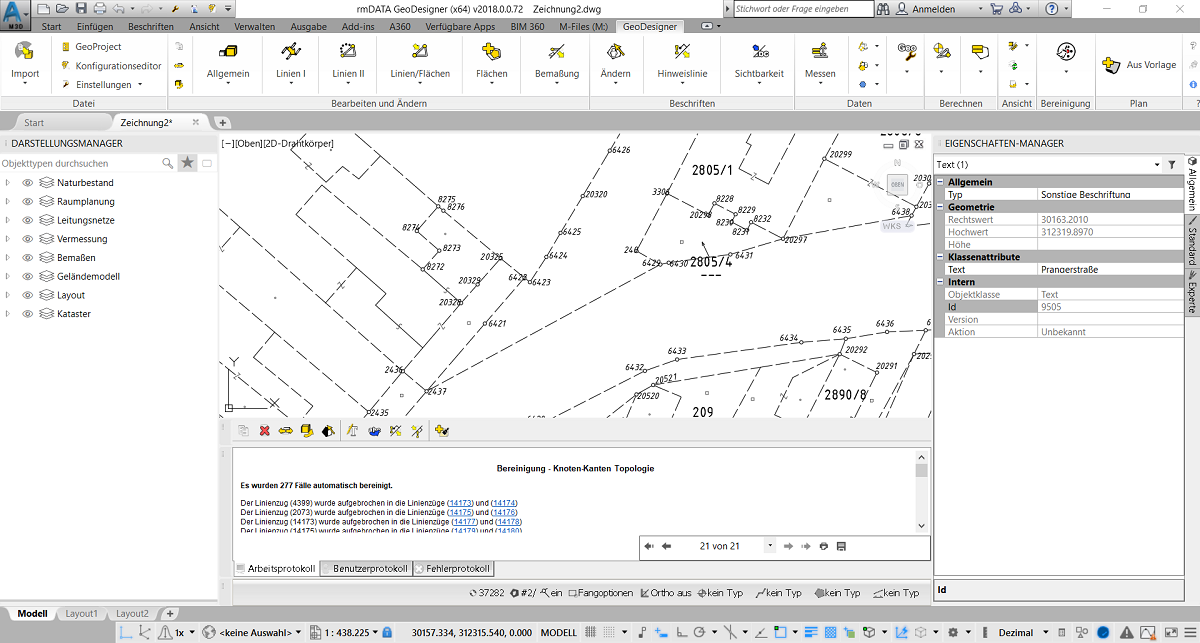 rmDATA GeoDesigner (x64) v2018.0.0.72 Zeichnung2.dwg
Stichwort oder Frage eingeben
Anmelden
M3D
Start Einfügen Beschriften Ansicht Verwalten Ausgabe Add-ins A360 Verfügbare Apps BIM 360 M-Files (M:) GeoDesigner
GeoProject
Konfigurationseditor
Einstellungen
Import Allgemein Linien I Linien II Linien/Flächen Flächen Bemaßung Ändern Hinweislinie Sichtbarkeit Messen Aus Vorlage
Datei Bearbeiten und Ändern Beschriften Daten Berechnen Ansicht Bereinigung Plan
Start Zeichnung2*
DARSTELLUNGSMANAGER
Objekttypen durchsuchen
Naturbestand
Raumplanung
Leitungsnetze
Vermessung
Bemaßen
Geländemodell
Layout
Kataster
[−][Oben][2D-Drahtkörper]
6426
2805/1
20299
3306
8228
20320
8275
8276
20298
8229
8230
8232
8231
6438
OBEN
WKS
8274
6425
20297
8273
248
6431
20325
6424
6429
6430
2805/4
8272
6422
6423
20329
20328
6421
6434
6435
6436
6433
20292
2436
6432
20291
20521
2437
20520
2890/8
2435
209
Y
X
EIGENSCHAFTEN-MANAGER
Text (1)
Allgemein
Typ Sonstige Beschriftung
Geometrie
Rechtswert 30163.2010
Hochwert 312319.8970
Höhe
Klassenattribute
Text Prangerstraße
Intern
Objektklasse Text
Id 9505
Version
Aktion Unbekannt
Id
Allgemein
Standard
Experte
Bereinigung - Knoten-Kanten Topologie
Es wurden 277 Fälle automatisch bereinigt.
Der Linienzug (4399) wurde aufgebrochen in die Linienzüge (14173) und (14174)
Der Linienzug (2073) wurde aufgebrochen in die Linienzüge (14175) und (14176)
Der Linienzug (14173) wurde aufgebrochen in die Linienzüge (14177) und (14178)
Der Linienzug (14175) wurde aufgebrochen in die Linienzüge (14179) und (14180)
21 von 21
Arbeitsprotokoll Benutzerprotokoll Fehlerprotokoll
37282 #2/ ein Fangoptionen Ortho aus kein Typ kein Typ kein Typ kein Typ
Modell Layout1 Layout2
1x <keine Auswahl> 1 : 438.225 30157.334, 312315.540, 0.000 MODELL Dezimal